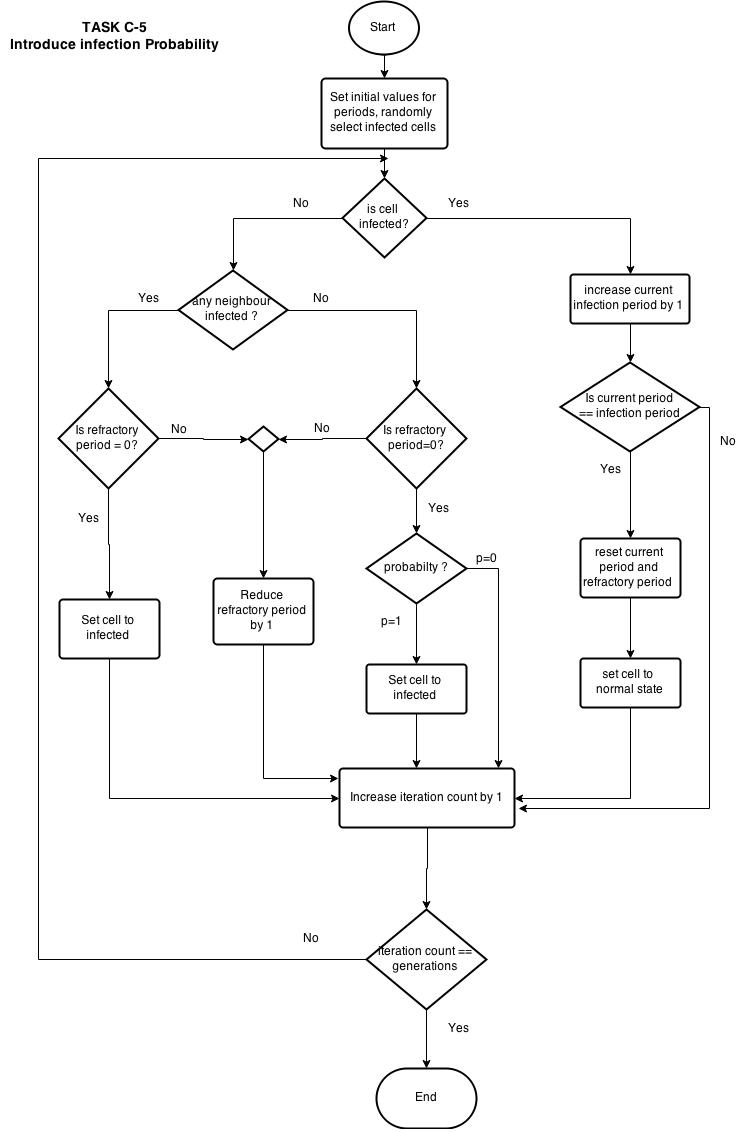 TASK C-5
Introduce infection Probability
Start
Set initial values for
periods, randomly
select infected cells
No
Yes
is cell
infected?
increase current
infection period by 1
Yes
any neighbour
infected ?
No
Is current period
== infection period
No
Is refractory
period = 0?
No
No
Is refractory
period=0?
Yes
Yes
Yes
reset current
period and
refractory period
probabilty ?
p=0
Reduce
refractory period
by 1
Set cell to
infected
p=1
Set cell to
infected
set cell to
normal state
Increase iteration count by 1
No
iteration count ==
generations
Yes
End